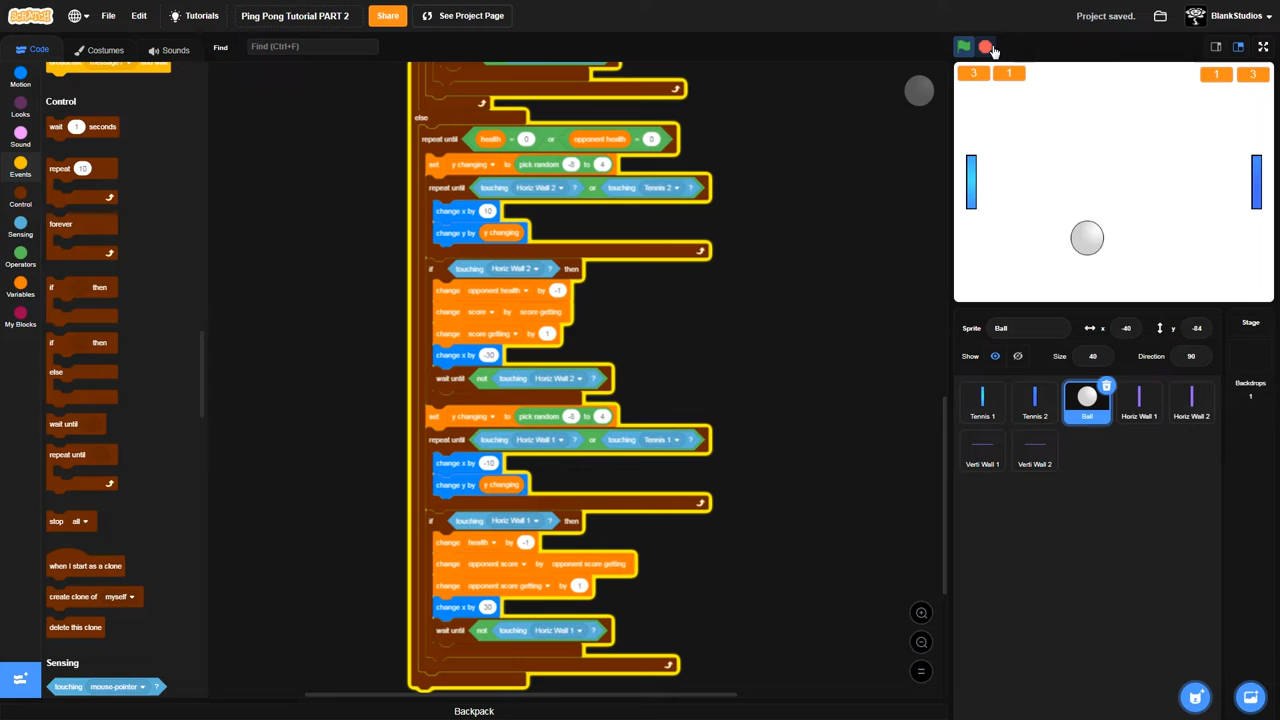 SCRATCH File Edit Tutorials Ping Pong Tutorial PART 2 Share See Project Page Project saved. BlankStudios
Code Costumes Sounds Find Find (Ctrl+F)
Motion
Looks
Sound
Events
Control
Sensing
Operators
Variables
My Blocks
broadcast message1 and wait
Control
wait 1 seconds
repeat 10
forever
if then
if then
else
wait until
repeat until
stop all
when I start as a clone
create clone of myself
delete this clone
Sensing
touching mouse-pointer ?
else
repeat until health = 0 or opponent health = 0
set y changing to pick random -8 to 4
repeat until touching Horiz Wall 2 ? or touching Tennis 2 ?
change x by 10
change y by y changing
if touching Horiz Wall 2 ? then
change opponent health by -1
change score by score getting
change score getting by 1
change x by -30
wait until not touching Horiz Wall 2 ?
set y changing to pick random -8 to 4
repeat until touching Horiz Wall 1 ? or touching Tennis 1 ?
change x by -10
change y by y changing
if touching Horiz Wall 1 ? then
change health by -1
change opponent score by opponent score getting
change opponent score getting by 1
change x by 30
wait until not touching Horiz Wall 1 ?
3 1 1 3
Sprite Ball x -40 y -84
Show Size 40 Direction 90
Tennis 1 Tennis 2 Ball Horiz Wall 1 Horiz Wall 2
Verti Wall 1 Verti Wall 2
Stage
Backdrops
1
Backpack